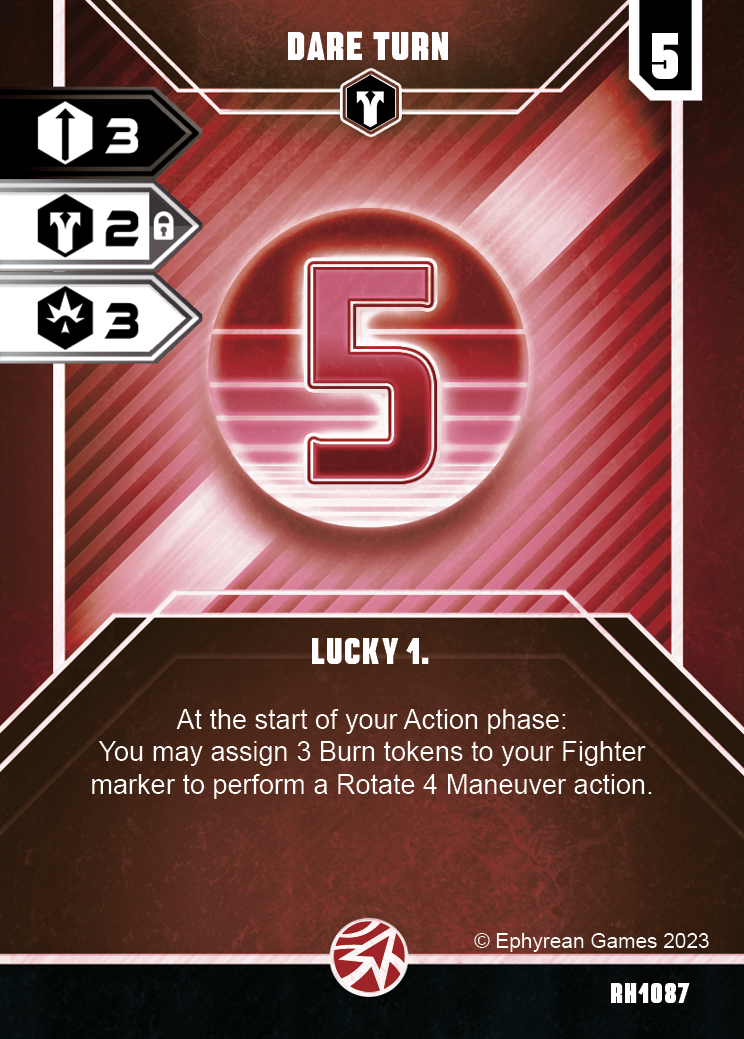 DARE TURN
5
3
2
3
5
LUCKY 1.
At the start of your Action phase:
You may assign 3 Burn tokens to your Fighter
marker to perform a Rotate 4 Maneuver action.
© Ephyrean Games 2023
RH1087